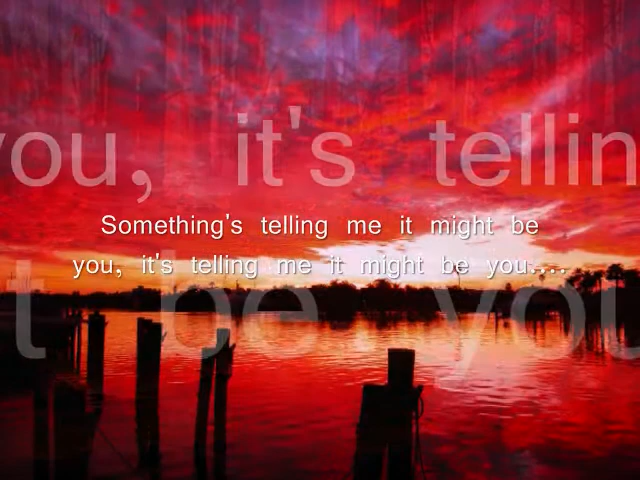 you, it's tellin
Something's telling me it might be
you, it's telling me it might be you....
t be you